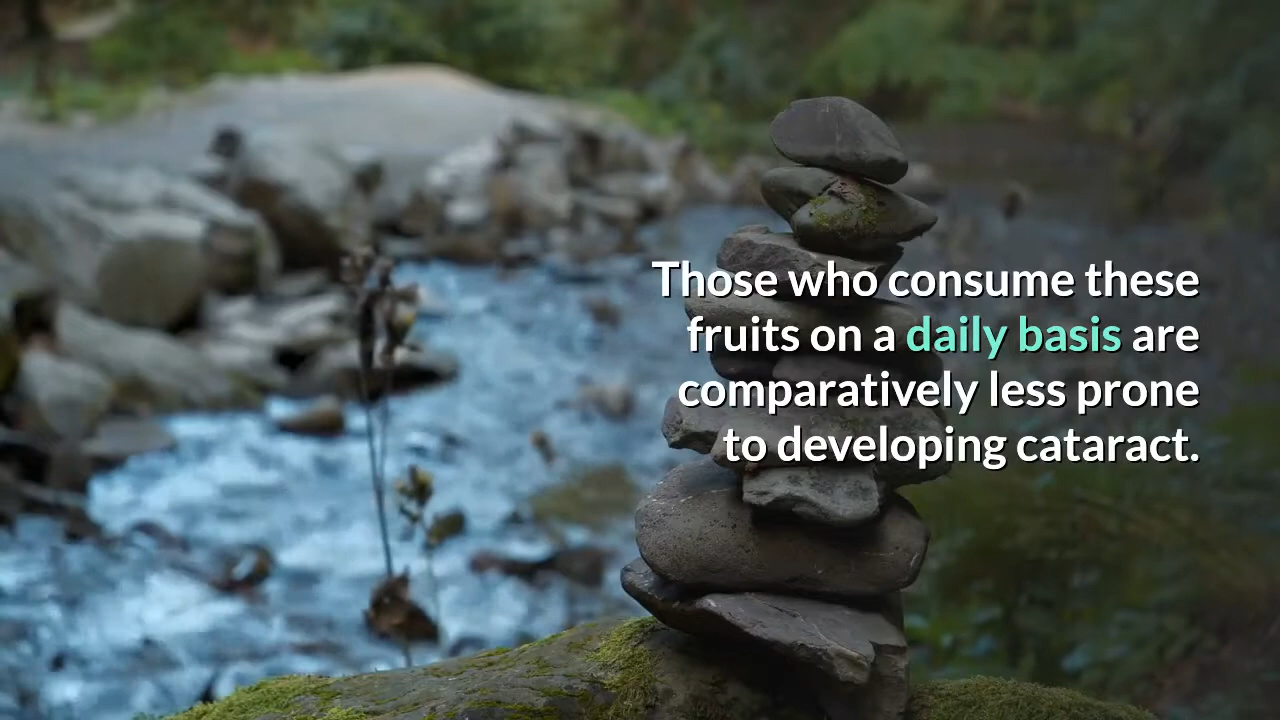 Those who consume these
fruits on a daily basis are
comparatively less prone
to developing cataract.